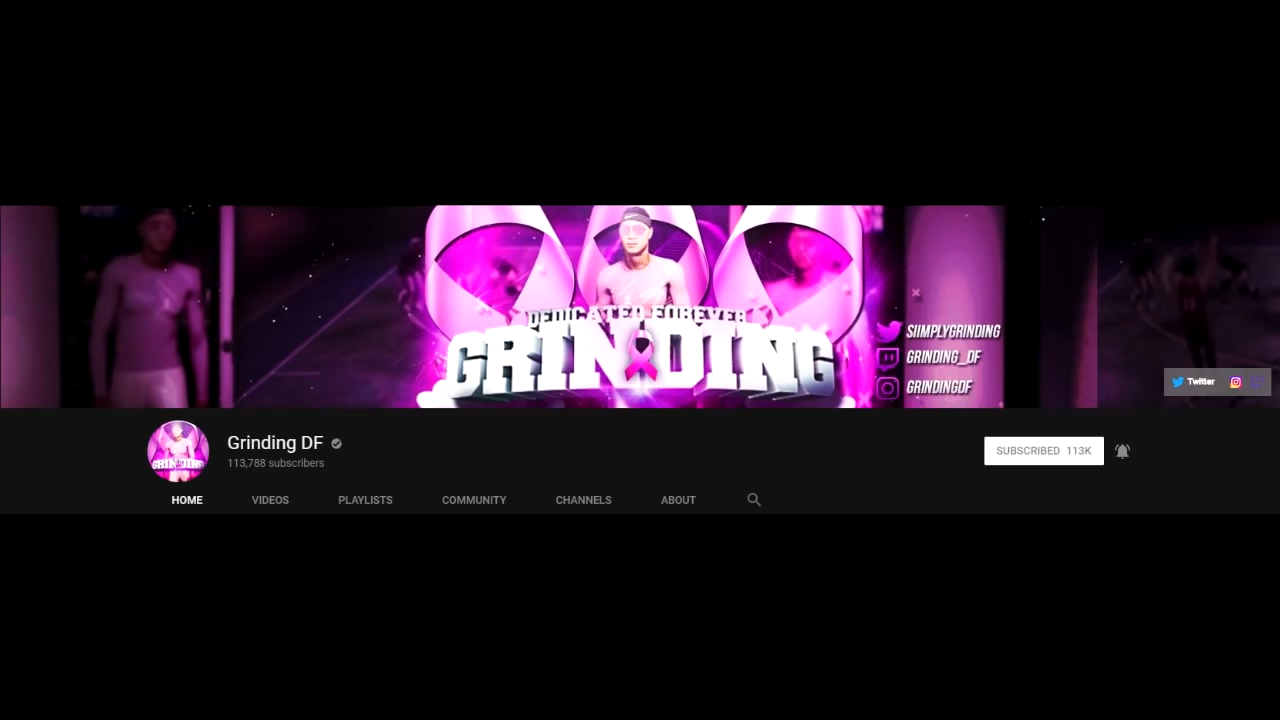 DEDICATED FOREVER
GRINDING
SIIMPLYGRINDING
GRINDING_DF
GRINDINGDF
Twitter
GRINDING
Grinding DF
113,788 subscribers
SUBSCRIBED 113K
HOME VIDEOS PLAYLISTS COMMUNITY CHANNELS ABOUT